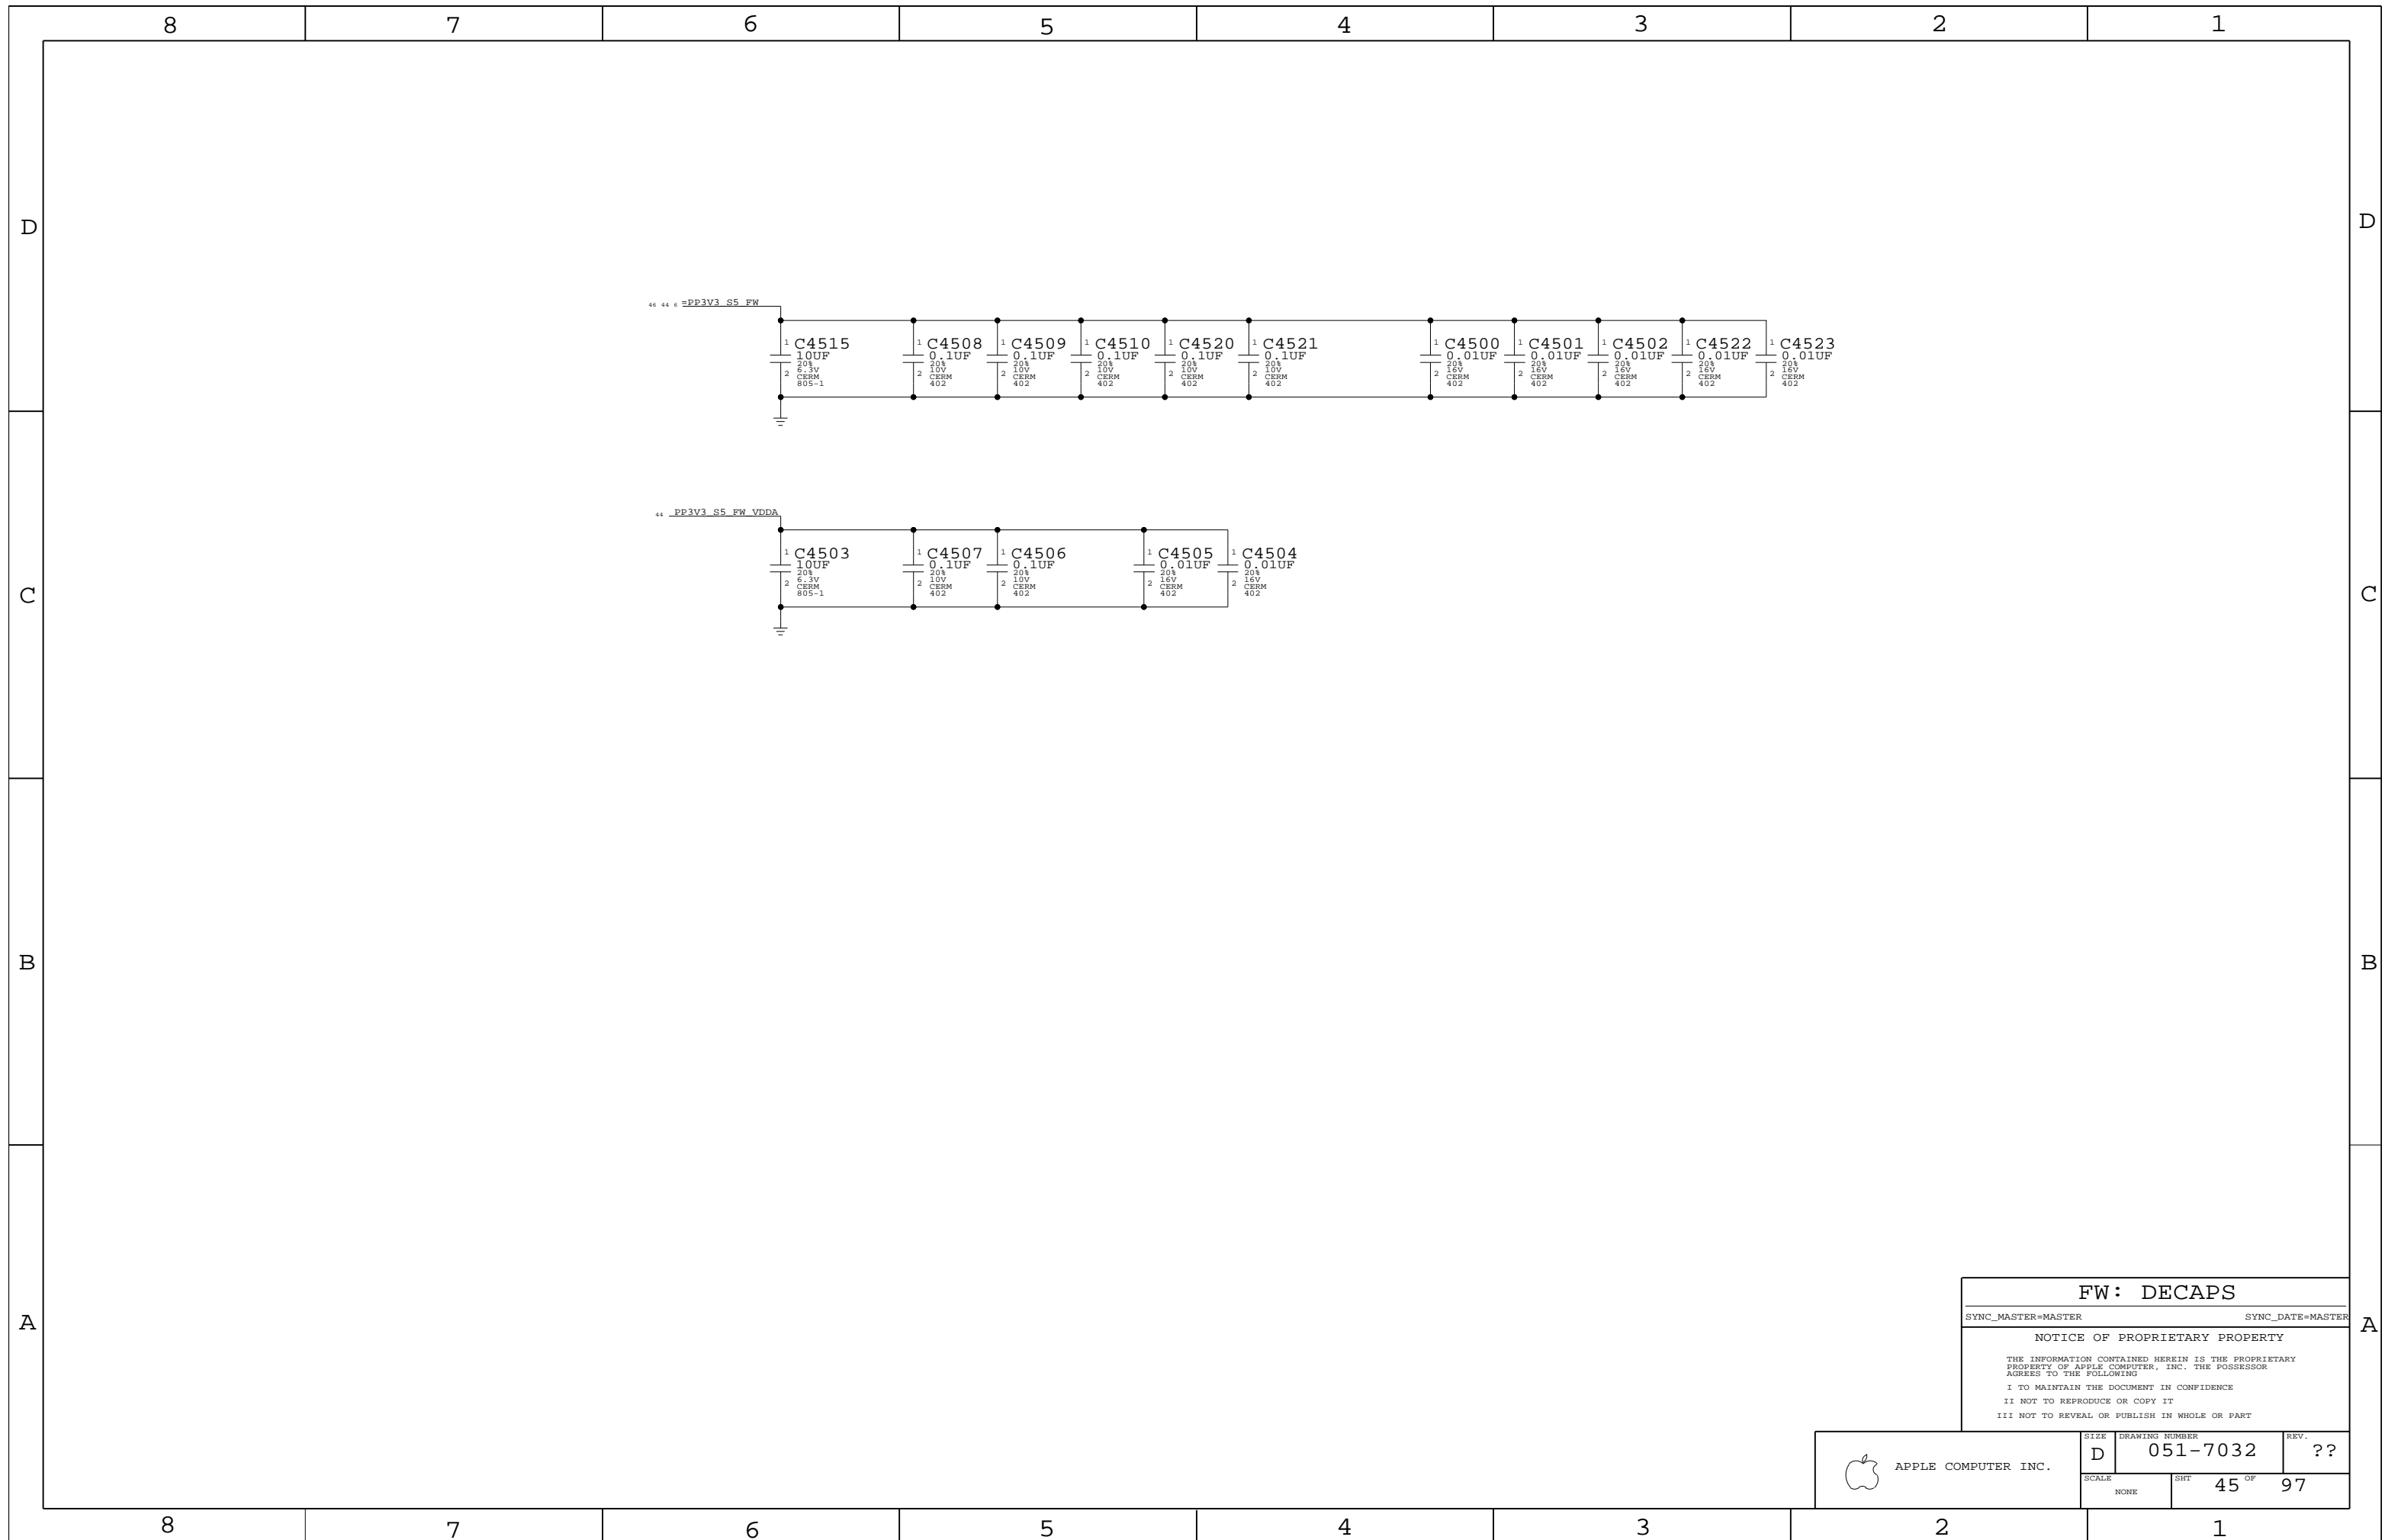 8 7 6 5 4 3 2 1
D D
46 44 6 =PP3V3_S5_FW
1 C4515 1 C4508 1 C4509 1 C4510 1 C4520 1 C4521 1 C4500 1 C4501 1 C4502 1 C4522 1 C4523
10UF 0.1UF 0.1UF 0.1UF 0.1UF 0.1UF 0.01UF 0.01UF 0.01UF 0.01UF 0.01UF
20% 20% 20% 20% 20% 20% 20% 20% 20% 20% 20%
2 6.3V 2 10V 2 10V 2 10V 2 10V 2 10V 2 16V 2 16V 2 16V 2 16V 2 16V
CERM CERM CERM CERM CERM CERM CERM CERM CERM CERM CERM
805-1 402 402 402 402 402 402 402 402 402 402
44 PP3V3_S5_FW_VDDA
1 C4503 1 C4507 1 C4506 1 C4505 1 C4504
10UF 0.1UF 0.1UF 0.01UF 0.01UF
20% 20% 20% 20% 20%
2 6.3V 2 10V 2 10V 2 16V 2 16V
CERM CERM CERM CERM CERM
805-1 402 402 402 402
C C
B B
A A
FW: DECAPS
SYNC_MASTER=MASTER SYNC_DATE=MASTER
NOTICE OF PROPRIETARY PROPERTY
THE INFORMATION CONTAINED HEREIN IS THE PROPRIETARY
PROPERTY OF APPLE COMPUTER, INC. THE POSSESSOR
AGREES TO THE FOLLOWING
I TO MAINTAIN THE DOCUMENT IN CONFIDENCE
II NOT TO REPRODUCE OR COPY IT
III NOT TO REVEAL OR PUBLISH IN WHOLE OR PART
APPLE COMPUTER INC.
SIZE DRAWING NUMBER REV.
D 051-7032 ??
SCALE SHT OF
NONE 45 97
8 7 6 5 4 3 2 1